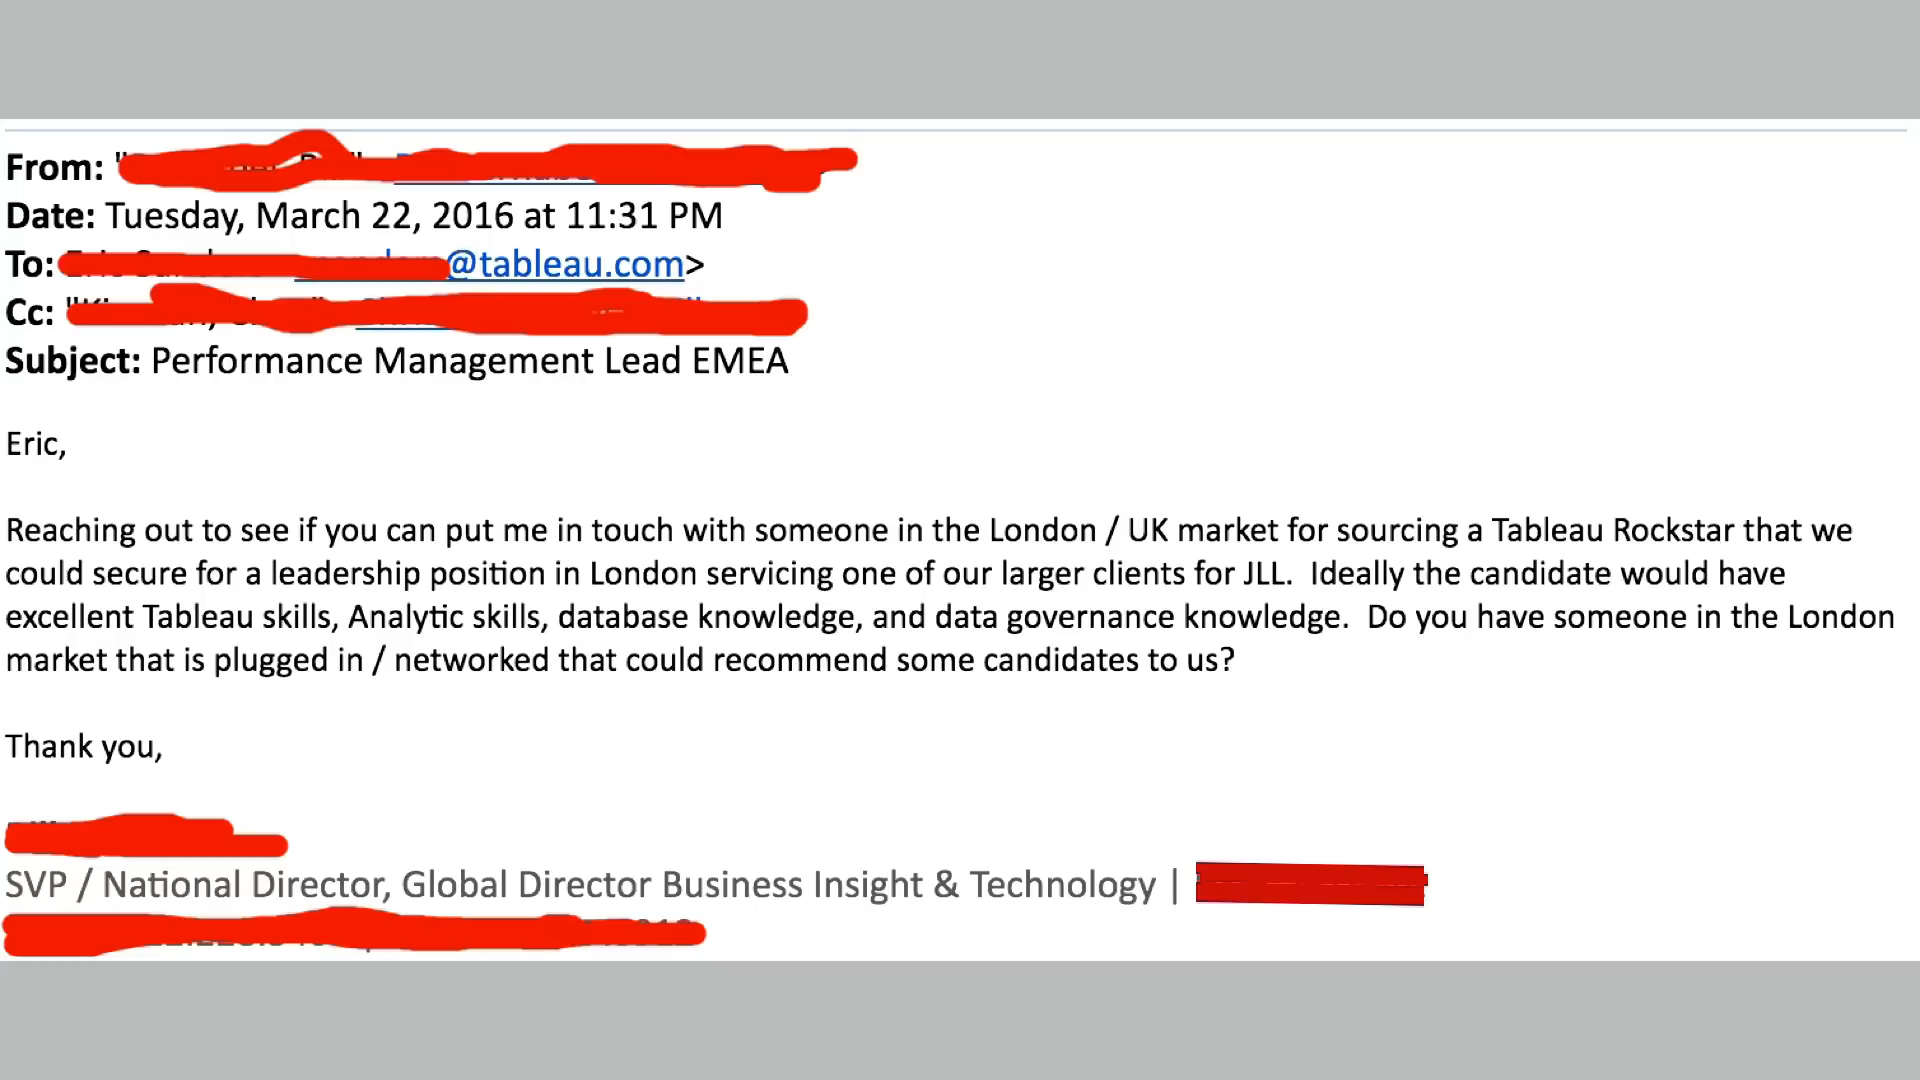 From:
Date: Tuesday, March 22, 2016 at 11:31 PM
To: @tableau.com>
Cc:
Subject: Performance Management Lead EMEA
Eric,
Reaching out to see if you can put me in touch with someone in the London / UK market for sourcing a Tableau Rockstar that we
could secure for a leadership position in London servicing one of our larger clients for JLL. Ideally the candidate would have
excellent Tableau skills, Analytic skills, database knowledge, and data governance knowledge. Do you have someone in the London
market that is plugged in / networked that could recommend some candidates to us?
Thank you,
SVP / National Director, Global Director Business Insight & Technology |